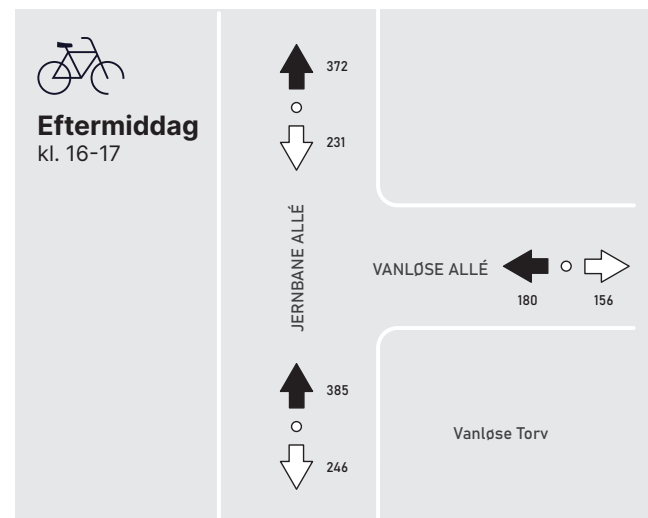 Eftermiddag
kl. 16-17
372
231
JERNBANE ALLÉ
VANLØSE ALLÉ
180
156
385
246
Vanløse Torv